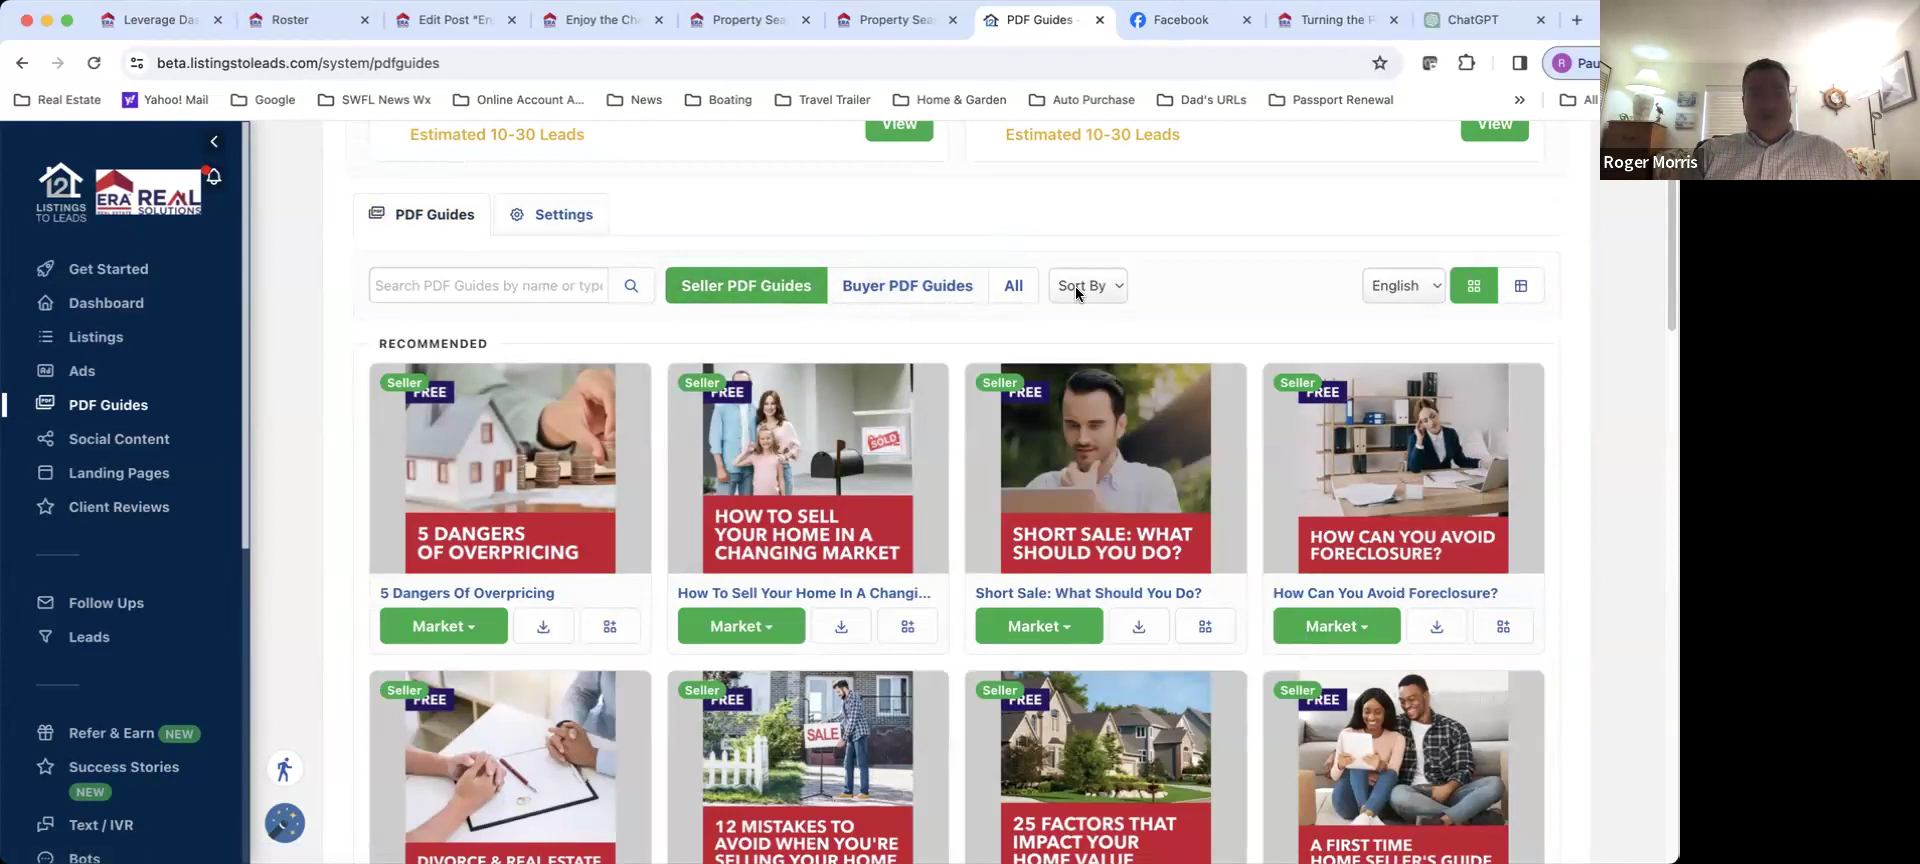 Leverage Da
Roster
Edit Post "En
Enjoy the Ch
Property Sea
Property Sea
PDF Guides -
Facebook
Turning the R
ChatGPT
beta.listingstoleads.com/system/pdfguides
R
Pau
Real Estate
Yahoo! Mail
Google
SWFL News Wx
Online Account A...
News
Boating
Travel Trailer
Home & Garden
Auto Purchase
Dad's URLs
Passport Renewal
»
All
Roger Morris
LISTINGS
TO LEADS
ERA REAL
REAL ESTATE SOLUTIONS
Get Started
Dashboard
Listings
Ads
PDF Guides
Social Content
Landing Pages
Client Reviews
Follow Ups
Leads
Refer & Earn NEW
Success Stories
NEW
Text / IVR
Bots
Estimated 10-30 Leads
View
Estimated 10-30 Leads
View
PDF Guides
Settings
Search PDF Guides by name or type
Seller PDF Guides
Buyer PDF Guides
All
Sort By
English
RECOMMENDED
Seller
FREE
5 DANGERS
OF OVERPRICING
5 Dangers Of Overpricing
Market
Seller
FREE
SOLD
HOW TO SELL
YOUR HOME IN A
CHANGING MARKET
How To Sell Your Home In A Changi...
Market
Seller
FREE
SHORT SALE: WHAT
SHOULD YOU DO?
Short Sale: What Should You Do?
Market
Seller
FREE
HOW CAN YOU AVOID
FORECLOSURE?
How Can You Avoid Foreclosure?
Market
Seller
FREE
DIVORCE & REAL ESTATE
Seller
FREE
SALE
12 MISTAKES TO
AVOID WHEN YOU'RE
SELLING YOUR HOME
Seller
FREE
25 FACTORS THAT
IMPACT YOUR
HOME VALUE
Seller
FREE
A FIRST TIME
HOME SELLER'S GUIDE